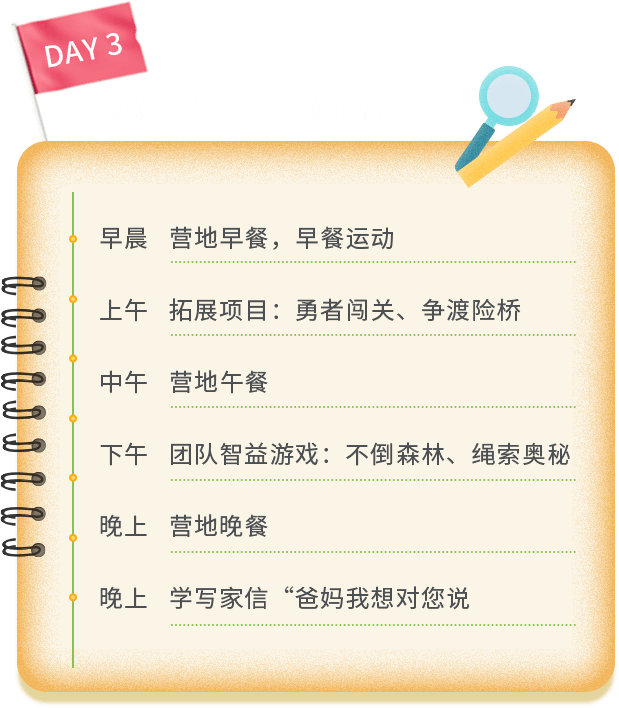 DAY 3
早晨 营地早餐，早餐运动
上午 拓展项目：勇者闯关、争渡险桥
中午 营地午餐
下午 团队智益游戏：不倒森林、绳索奥秘
晚上 营地晚餐
晚上 学写家信“爸妈我想对您说